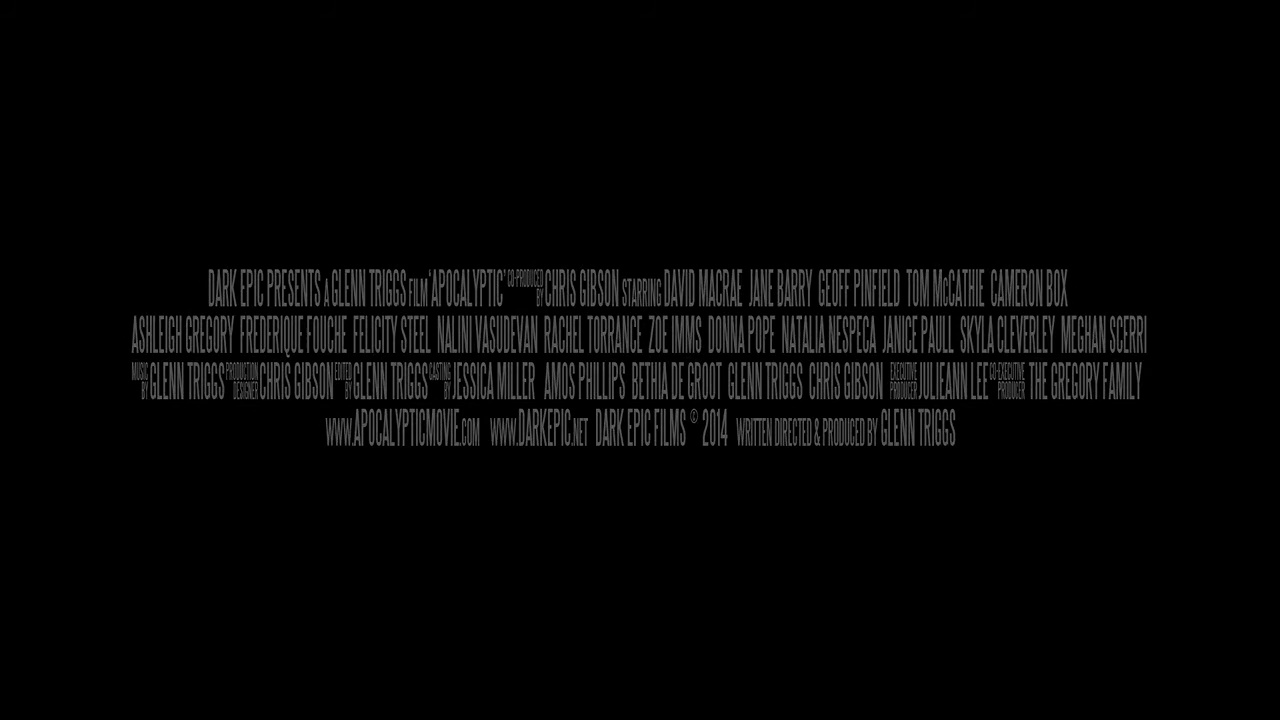 DARK EPIC PRESENTS A GLENN TRIGGS FILM 'APOCALYPTIC' CO-PRODUCED BY CHRIS GIBSON STARRING DAVID MACRAE JANE BARRY GEOFF PINFIELD TOM McCATHIE CAMERON BOX
ASHLEIGH GREGORY FREDERIQUE FOUCHE FELICITY STEEL NALINI VASUDEVAN RACHEL TORRANCE ZOE IMMS DONNA POPE NATALIA NESPECA JANICE PAULL SKYLA CLEVERLEY MEGHAN SCERRI
MUSIC BY GLENN TRIGGS PRODUCTION DESIGNER CHRIS GIBSON EDITED BY GLENN TRIGGS CASTING BY JESSICA MILLER AMOS PHILLIPS BETHIA DE GROOT GLENN TRIGGS CHRIS GIBSON EXECUTIVE PRODUCER JULIEANN LEE CO-EXECUTIVE PRODUCER THE GREGORY FAMILY
WWW.APOCALYPTICMOVIE.COM WWW.DARKEPIC.NET DARK EPIC FILMS © 2014 WRITTEN DIRECTED & PRODUCED BY GLENN TRIGGS